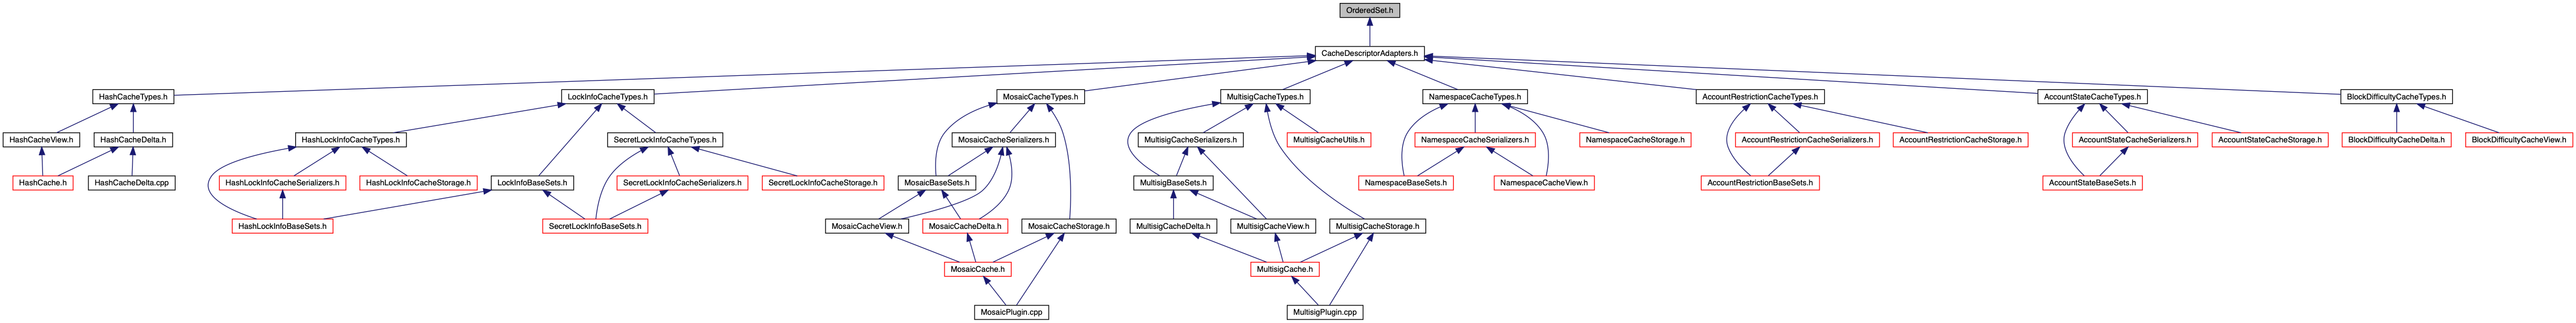 OrderedSet.h
CacheDescriptorAdapters.h
HashCacheTypes.h
LockInfoCacheTypes.h
MosaicCacheTypes.h
MultisigCacheTypes.h
NamespaceCacheTypes.h
AccountRestrictionCacheTypes.h
AccountStateCacheTypes.h
BlockDifficultyCacheTypes.h
HashCacheView.h
HashCacheDelta.h
HashLockInfoCacheTypes.h
SecretLockInfoCacheTypes.h
MosaicCacheSerializers.h
MultisigCacheSerializers.h
MultisigCacheUtils.h
NamespaceCacheSerializers.h
NamespaceCacheStorage.h
AccountRestrictionCacheSerializers.h
AccountRestrictionCacheStorage.h
AccountStateCacheSerializers.h
AccountStateCacheStorage.h
BlockDifficultyCacheDelta.h
BlockDifficultyCacheView.h
HashCache.h
HashCacheDelta.cpp
HashLockInfoCacheSerializers.h
HashLockInfoCacheStorage.h
LockInfoBaseSets.h
SecretLockInfoCacheSerializers.h
SecretLockInfoCacheStorage.h
MosaicBaseSets.h
MultisigBaseSets.h
NamespaceBaseSets.h
NamespaceCacheView.h
AccountRestrictionBaseSets.h
AccountStateBaseSets.h
HashLockInfoBaseSets.h
SecretLockInfoBaseSets.h
MosaicCacheView.h
MosaicCacheDelta.h
MosaicCacheStorage.h
MultisigCacheDelta.h
MultisigCacheView.h
MultisigCacheStorage.h
MosaicCache.h
MultisigCache.h
MosaicPlugin.cpp
MultisigPlugin.cpp